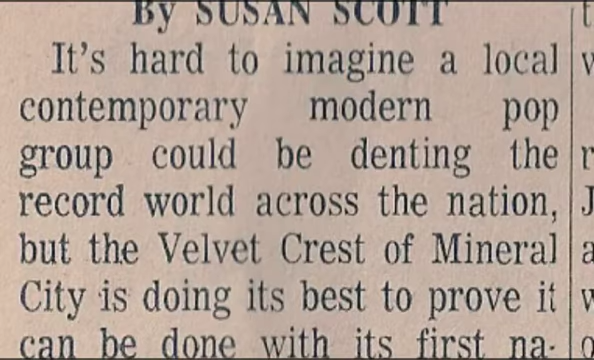 By SUSAN SCOTT
It's hard to imagine a local
contemporary modern pop
group could be denting the
record world across the nation,
but the Velvet Crest of Mineral
City is doing its best to prove it
can be done with its first na-